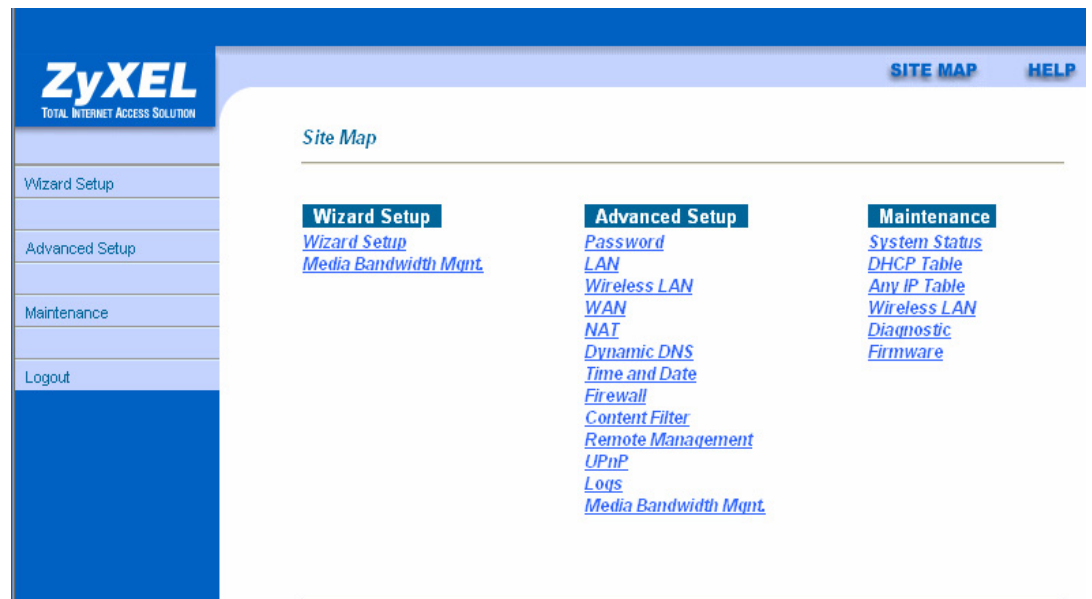 ZyXEL
TOTAL INTERNET ACCESS SOLUTION
SITE MAP HELP
Wizard Setup
Advanced Setup
Maintenance
Logout
Site Map
Wizard Setup
Wizard Setup
Media Bandwidth Mgnt.
Advanced Setup
Password
LAN
Wireless LAN
WAN
NAT
Dynamic DNS
Time and Date
Firewall
Content Filter
Remote Management
UPnP
Logs
Media Bandwidth Mgnt.
Maintenance
System Status
DHCP Table
Any IP Table
Wireless LAN
Diagnostic
Firmware